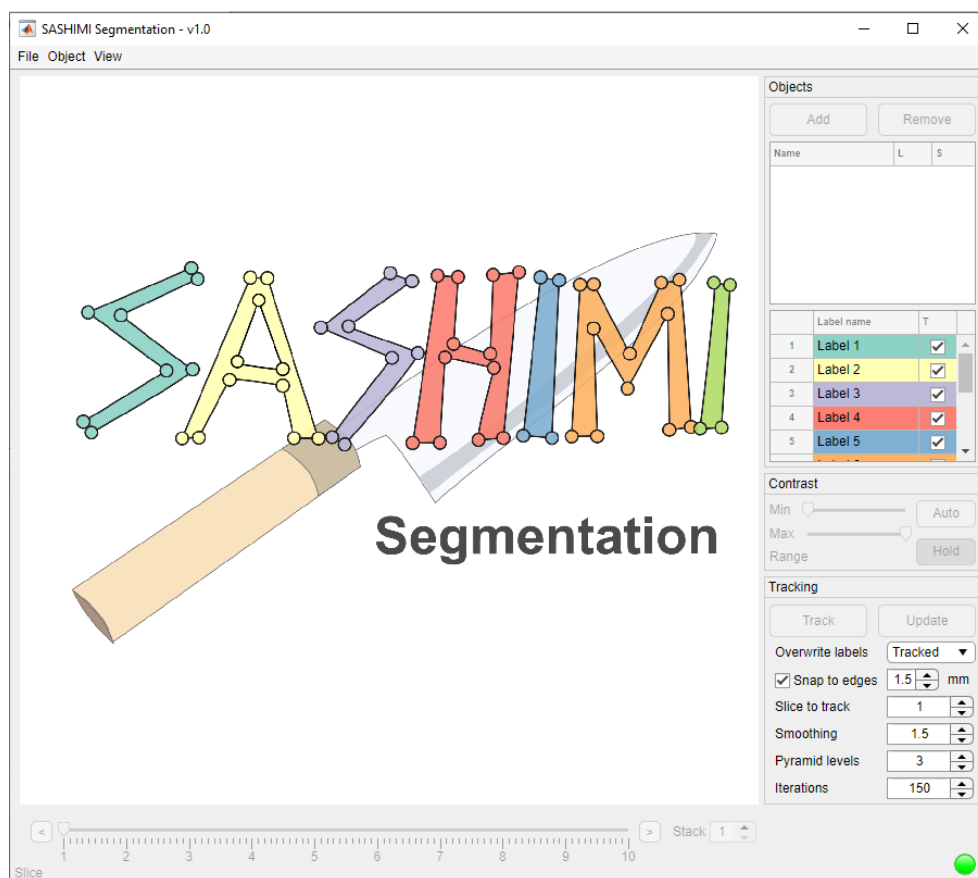 SASHIMI Segmentation - v1.0
File Object View
SASHIMI
Segmentation
Objects
Add Remove
Name L S
Label name T
1 Label 1
2 Label 2
3 Label 3
4 Label 4
5 Label 5
Contrast
Min Auto
Max
Range Hold
Tracking
Track Update
Overwrite labels Tracked
Snap to edges 1.5 mm
Slice to track 1
Smoothing 1.5
Pyramid levels 3
Iterations 150
< > Stack 1
1 2 3 4 5 6 7 8 9 10
Slice